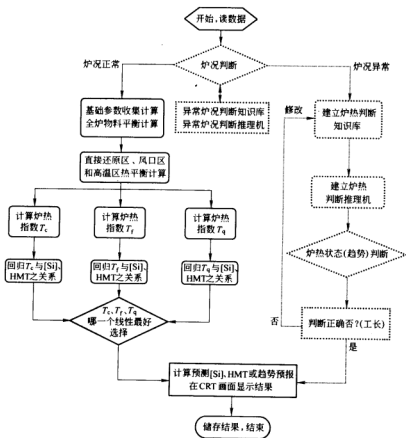 开始,读数据
炉况正常
炉况判断
炉况异常
基础参数收集计算
全炉物料平衡计算
异常炉况判断知识库
异常炉况判断推理机
修改
建立炉热判断
知识库
直接还原区、风口区
和高温区热平衡计算
建立炉热
判断推理机
计算炉热
指数Tc
计算炉热
指数Tf
计算炉热
指数Tq
炉热状态(趋势)判断
回归Tc与[Si]、
HMT之关系
回归Tf与[Si]、
HMT之关系
回归Tq与[Si]、
HMT之关系
Tc、Tf、Tq
哪一个线性最好
选择
否
判断正确否?(工长)
是
计算预测[Si]、HMT或趋势预报
在CRT画面显示结果
储存结果,结束